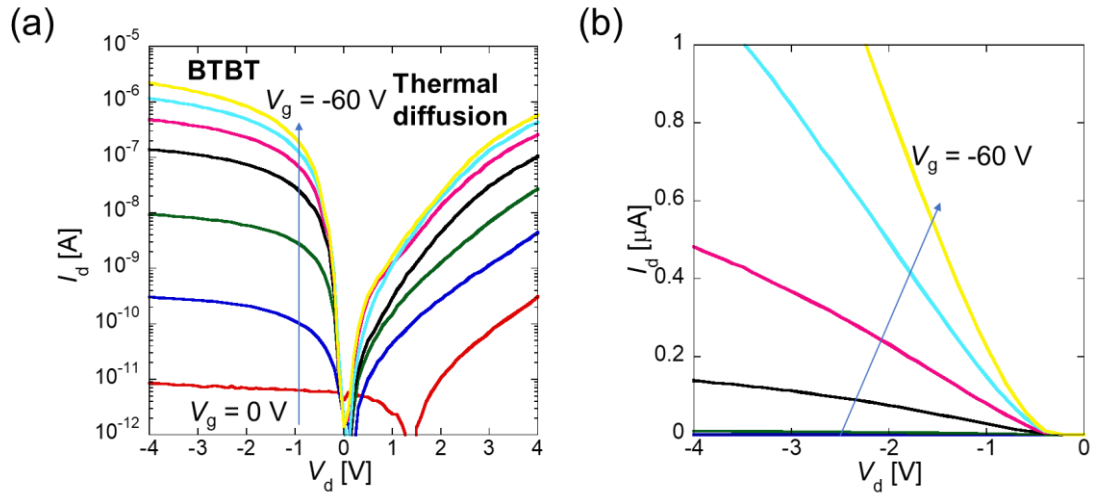 (a)
10⁻⁵
10⁻⁶
10⁻⁷
10⁻⁸
10⁻⁹
10⁻¹⁰
10⁻¹¹
10⁻¹²
I_d [A]
BTBT
V_g = -60 V
Thermal
diffusion
V_g = 0 V
-4 -3 -2 -1 0 1 2 3 4
V_d [V]
(b)
1
0.8
0.6
0.4
0.2
0
I_d [μA]
V_g = -60 V
-4 -3 -2 -1 0
V_d [V]